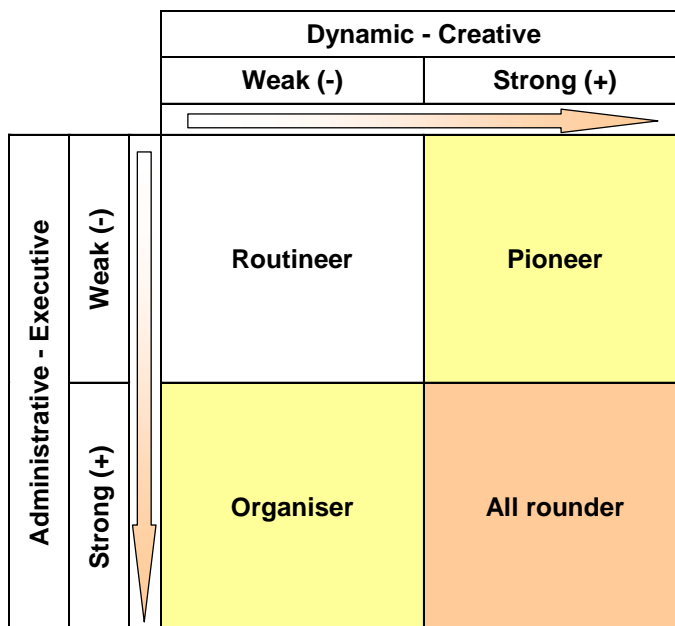 Dynamic - Creative
Weak (-)
Strong (+)
Administrative - Executive
Weak (-)
Routineer
Pioneer
Strong (+)
Organiser
All rounder